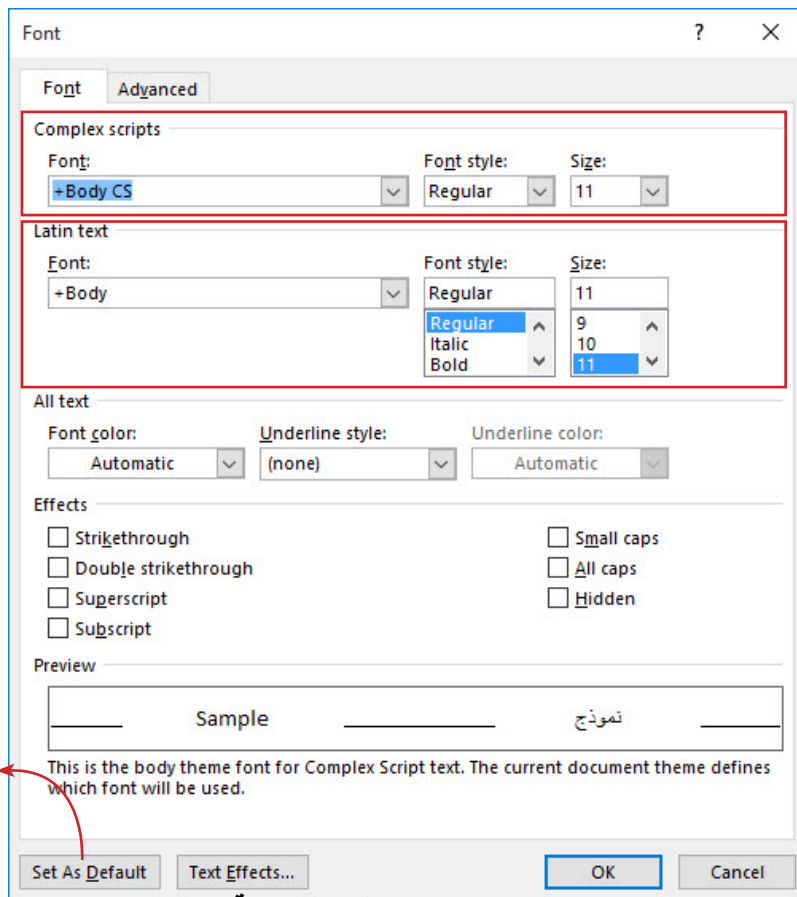 Font ?
Font Advanced
Complex scripts
Font: Font style: Size:
+Body CS Regular 11
Latin text
Font: Font style: Size:
+Body Regular 11
Regular 9
Italic 10
Bold 11
All text
Font color: Underline style: Underline color:
Automatic (none) Automatic
Effects
Strikethrough Small caps
Double strikethrough All caps
Superscript Hidden
Subscript
Preview
Sample نموذج
This is the body theme font for Complex Script text. The current document theme defines
which font will be used.
Set As Default Text Effects... OK Cancel